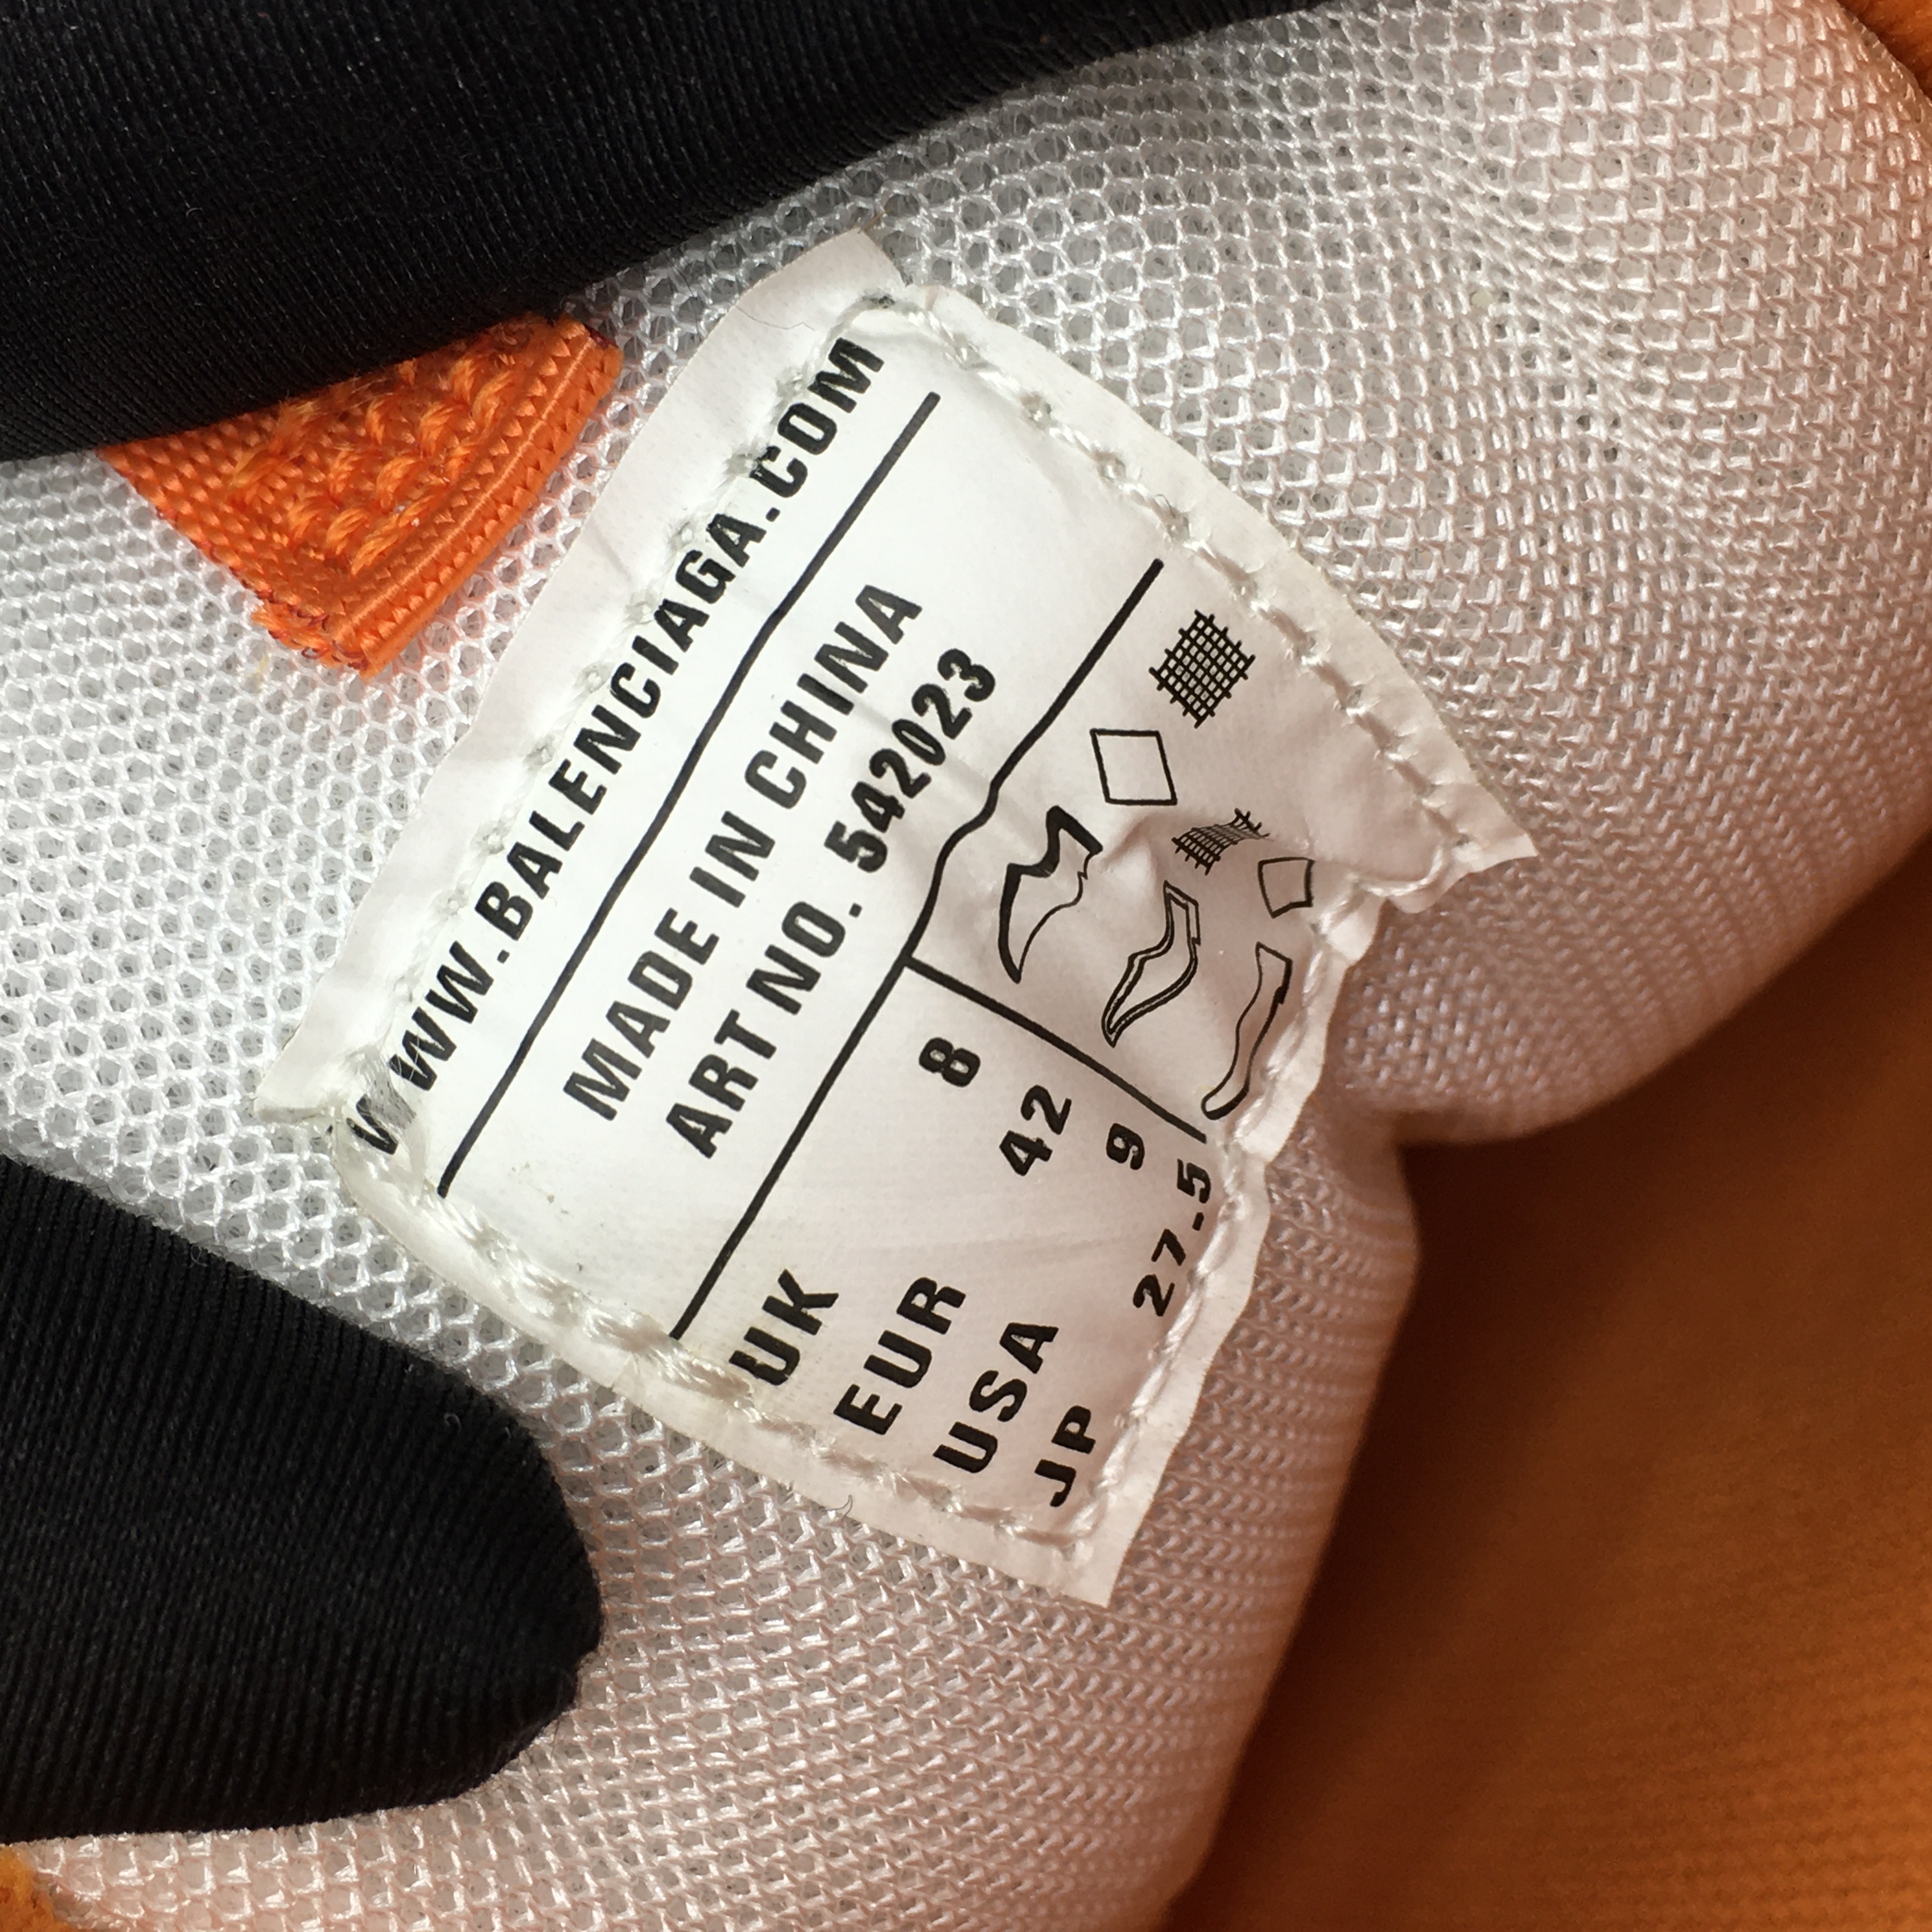 WWW.BALENCIAGA.COM
MADE IN CHINA
ART NO. 542023
UK 8
EUR 42
USA 9
JP 27.5